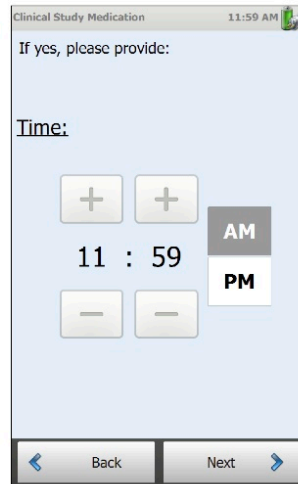 Clinical Study Medication 11:59 AM
If yes, please provide:
Time:
+ +
11 : 59
AM
PM
− −
Back Next